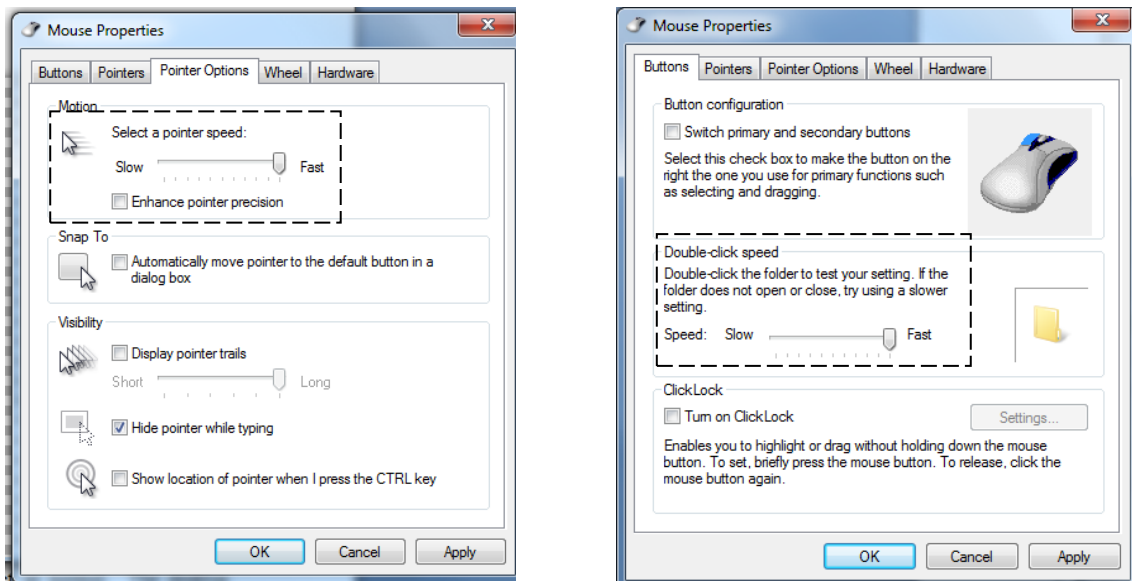 Mouse Properties
Buttons Pointers Pointer Options Wheel Hardware
Motion
Select a pointer speed:
Slow Fast
Enhance pointer precision
Snap To
Automatically move pointer to the default button in a
dialog box
Visibility
Display pointer trails
Short Long
Hide pointer while typing
Show location of pointer when I press the CTRL key
OK Cancel Apply
Mouse Properties
Buttons Pointers Pointer Options Wheel Hardware
Button configuration
Switch primary and secondary buttons
Select this check box to make the button on the
right the one you use for primary functions such
as selecting and dragging.
Double-click speed
Double-click the folder to test your setting. If the
folder does not open or close, try using a slower
setting.
Speed: Slow Fast
ClickLock
Turn on ClickLock
Settings...
Enables you to highlight or drag without holding down the mouse
button. To set, briefly press the mouse button. To release, click the
mouse button again.
OK Cancel Apply